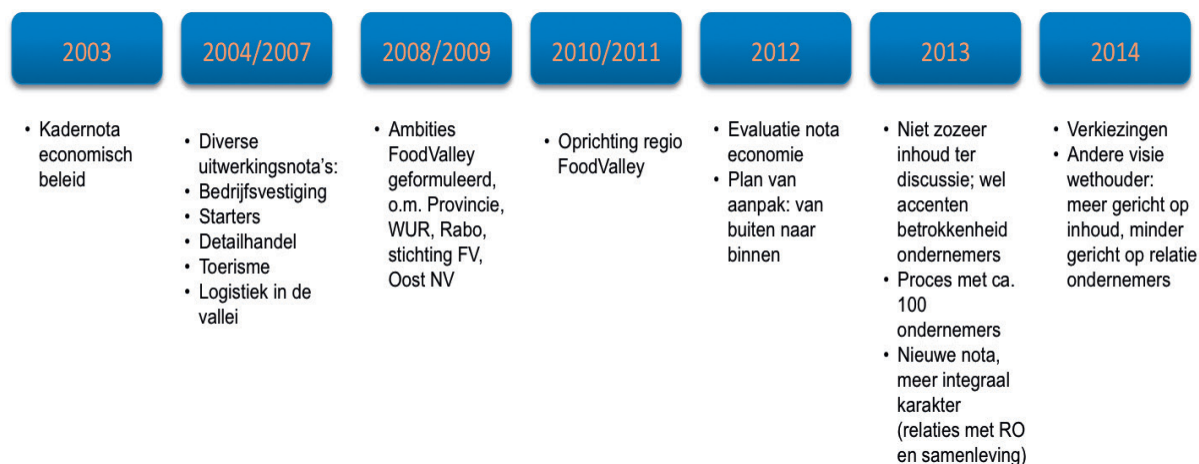 2003
• Kadernota
economisch
beleid
2004/2007
• Diverse
uitwerkingsnota's:
• Bedrijfsvestiging
• Starters
• Detailhandel
• Toerisme
• Logistiek in de
vallei
2008/2009
• Ambities
FoodValley
geformuleerd,
o.m. Provincie,
WUR, Rabo,
stichting FV,
Oost NV
2010/2011
• Oprichting regio
FoodValley
2012
• Evaluatie nota
economie
• Plan van
aanpak: van
buiten naar
binnen
2013
• Niet zozeer
inhoud ter
discussie; wel
accenten
betrokkenheid
ondernemers
• Proces met ca.
100
ondernemers
• Nieuwe nota,
meer integraal
karakter
(relaties met RO
en samenleving)
2014
• Verkiezingen
• Andere visie
wethouder:
meer gericht op
inhoud, minder
gericht op relatie
ondernemers